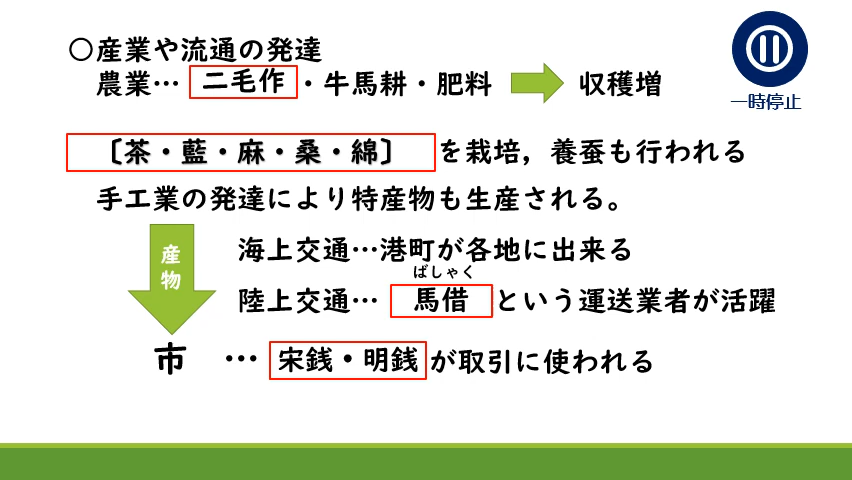 〇産業や流通の発達
農業… 二毛作・牛馬耕・肥料 収穫増
一時停止
〔茶・藍・麻・桑・綿〕を栽培，養蚕も行われる
手工業の発達により特産物も生産される。
産物
海上交通…港町が各地に出来る
ばしゃく
陸上交通… 馬借 という運送業者が活躍
市 … 宋銭・明銭 が取引に使われる